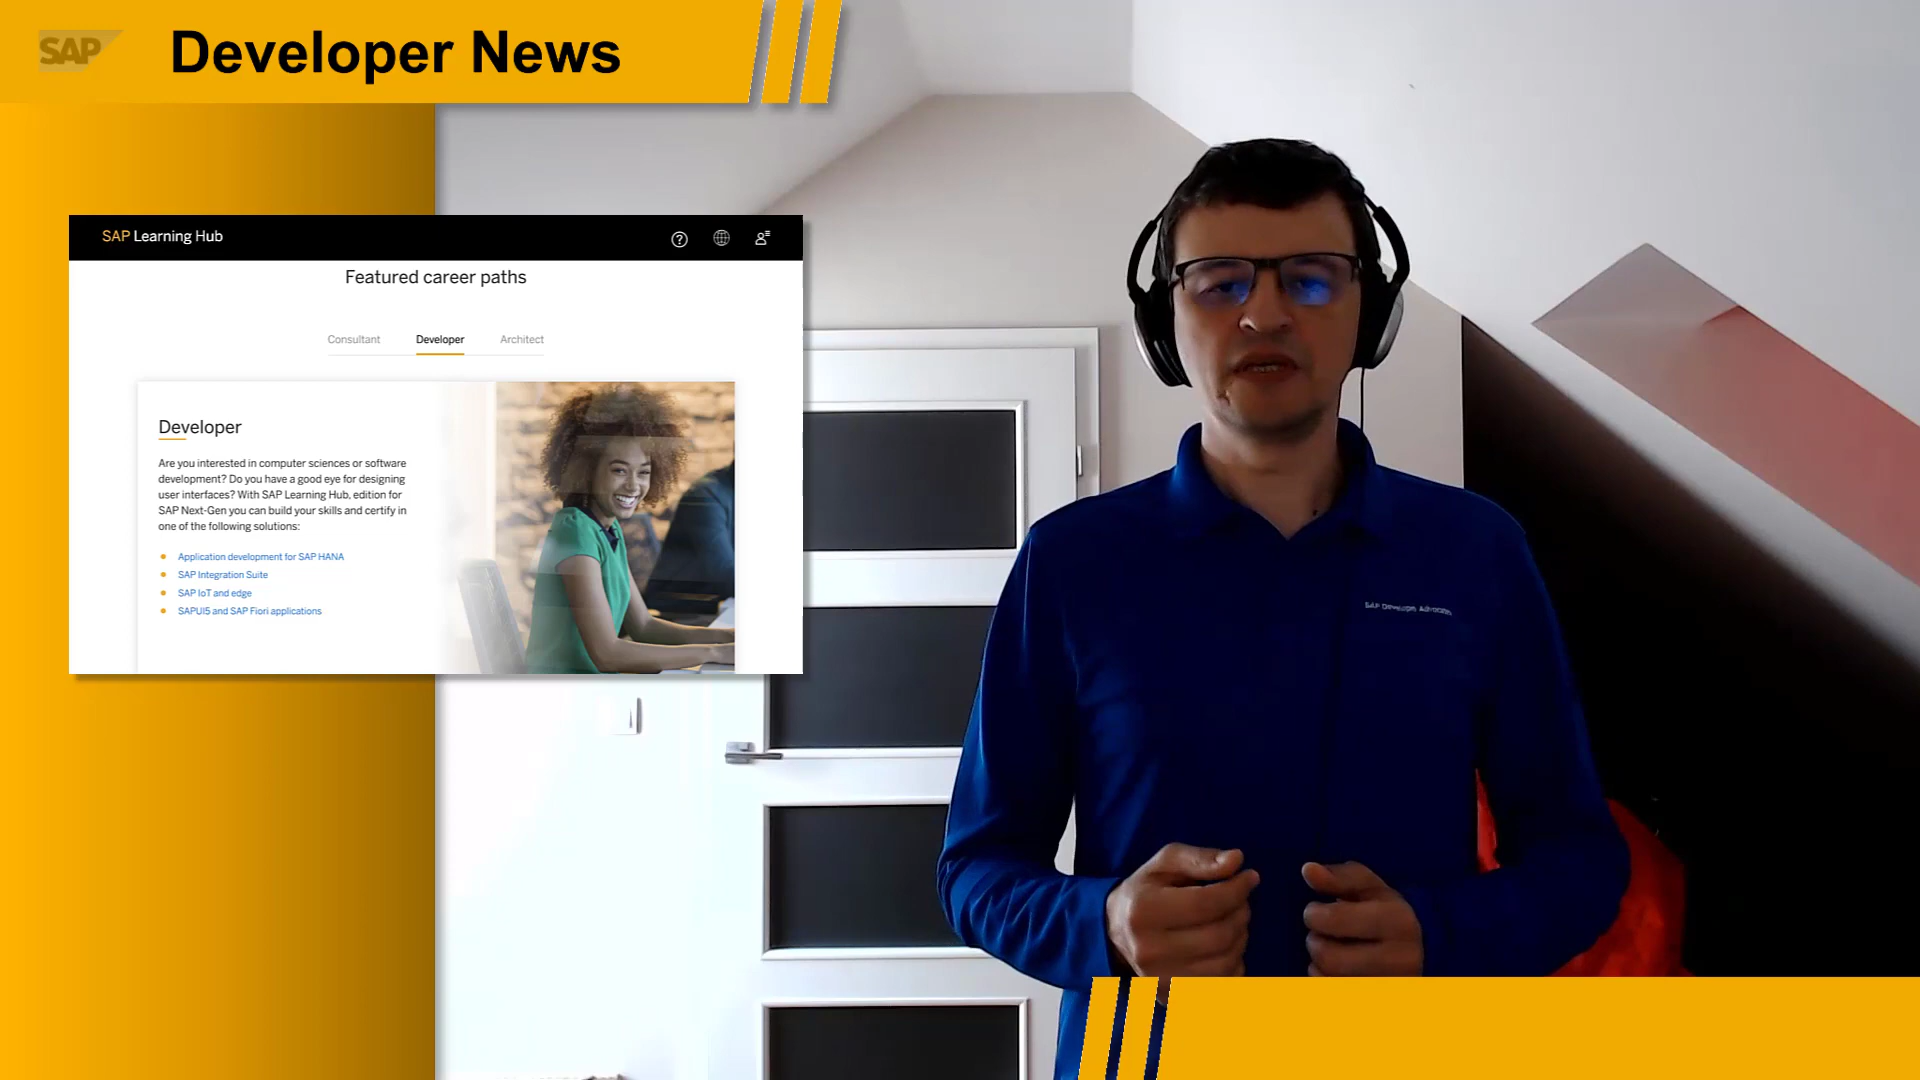 SAP
Developer News
SAP Learning Hub
Featured career paths
Consultant Developer Architect
Developer
Are you interested in computer sciences or software
development? Do you have a good eye for designing
user interfaces? With SAP Learning Hub, edition for
SAP Next-Gen you can build your skills and certify in
one of the following solutions:
Application development for SAP HANA
SAP Integration Suite
SAP IoT and edge
SAPUI5 and SAP Fiori applications
SAP Developer Advocates